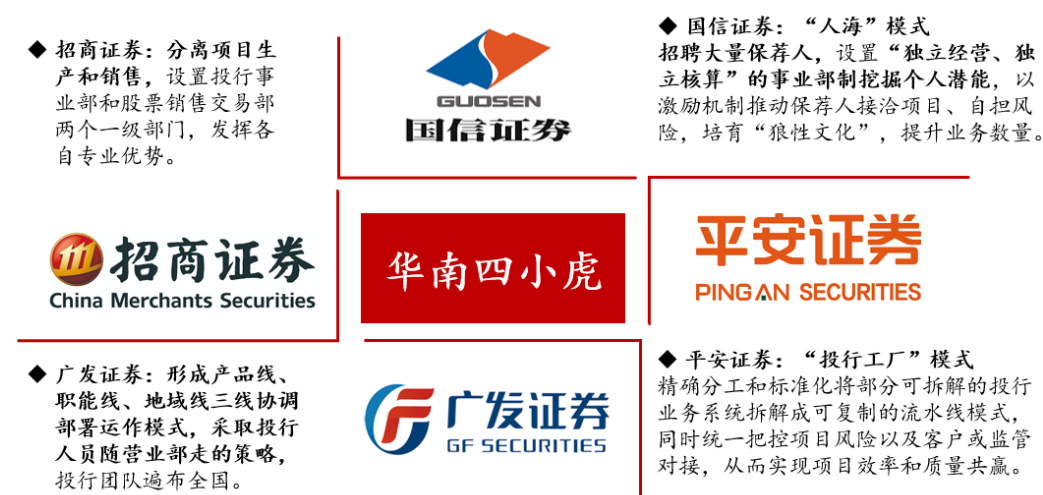 ◆ 招商证券：分离项目生
产和销售，设置投行事
业部和股票销售交易部
两个一级部门，发挥各
自专业优势。
GUOSEN
国信证券
◆ 国信证券：“人海”模式
招聘大量保荐人，设置“独立经营、独
立核算”的事业部制挖掘个人潜能，以
激励机制推动保荐人接洽项目、自担风
险，培育“狼性文化”，提升业务数量。
招商证券
China Merchants Securities
华南四小虎
平安证券
PING AN SECURITIES
◆ 广发证券：形成产品线、
职能线、地域线三线协调
部署运作模式，采取投行
人员随营业部走的策略，
投行团队遍布全国。
广发证券
GF SECURITIES
◆ 平安证券：“投行工厂”模式
精确分工和标准化将部分可拆解的投行
业务系统拆解成可复制的流水线模式，
同时统一把控项目风险以及客户或监管
对接，从而实现项目效率和质量共赢。